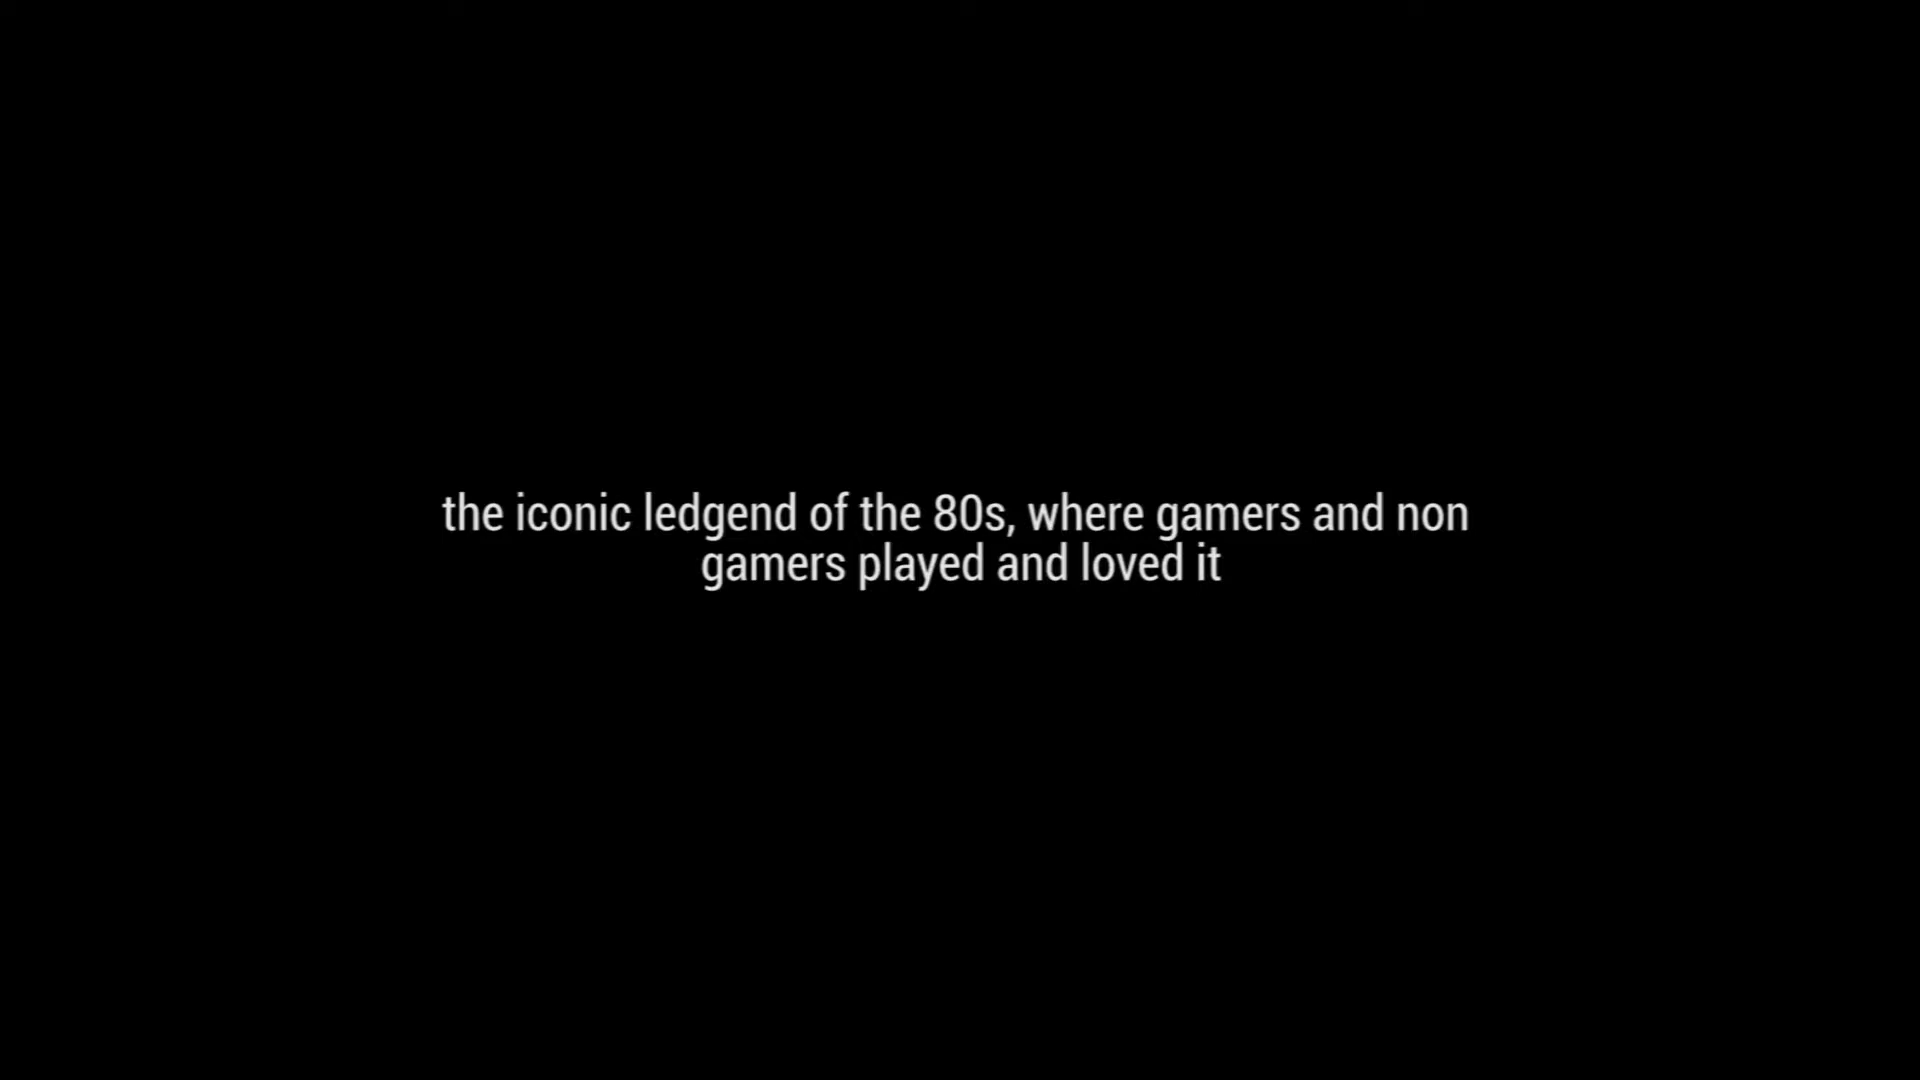 the iconic ledgend of the 80s, where gamers and non
gamers played and loved it